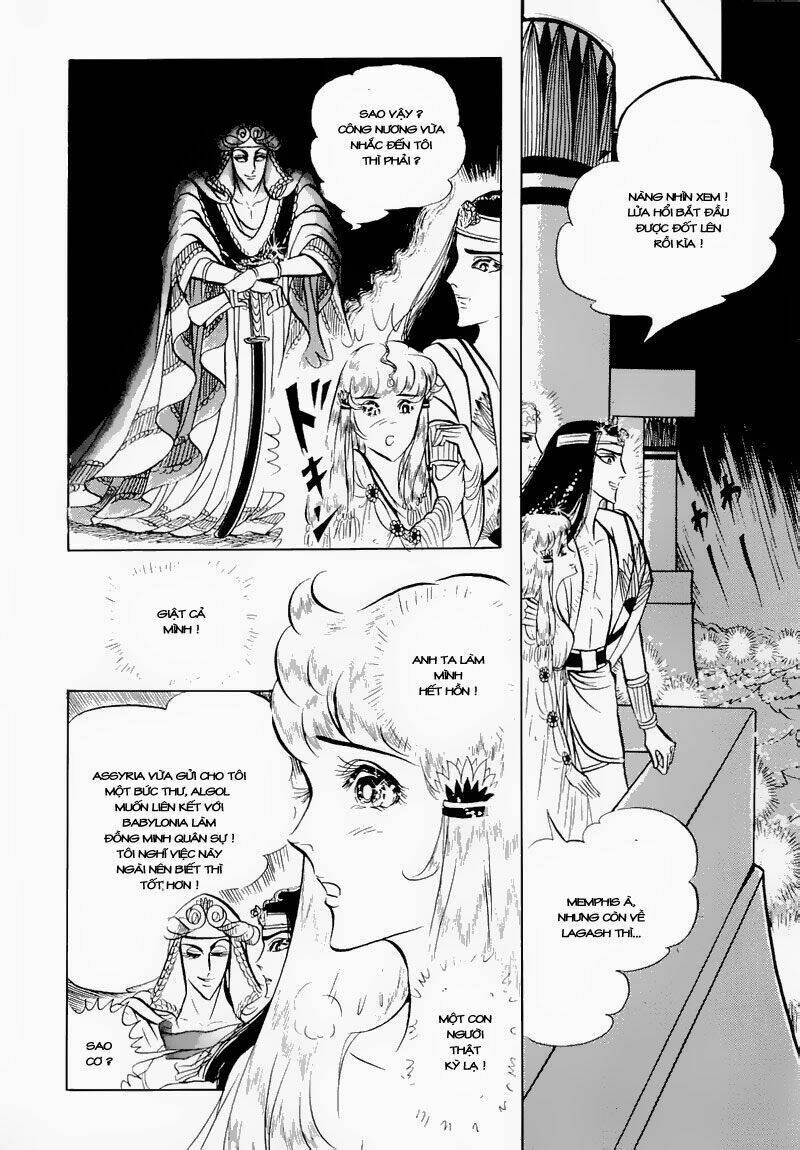 NÀNG NHÌN XEM !
LỬA HỔI BẮT ĐẦU
ĐƯỢC ĐỐT LÊN
RỒI KÌA !
MEMPHIS À,
NHƯNG CÒN VỀ
LAGASH THÌ...
SAO VẬY ?
CÔNG NƯƠNG VỪA
NHẮC ĐẾN TÔI
THÌ PHẢI ?
ドキン
GIẬT CẢ
MÌNH !
ANH TA LÀM
MÌNH
HẾT HỒN !
ASSYRIA VỪA GỬI CHO TÔI
MỘT BỨC THƯ, ALGOL
MUỐN LIÊN KẾT VỚI
BABYLONIA LÀM
ĐỒNG MINH QUÂN SỰ !
TÔI NGHĨ VIỆC NÀY
NGÀI NÊN BIẾT THÌ
TỐT HƠN !
SAO
CƠ ?
MỘT CON
NGƯỜI
THẬT
KỲ LẠ !